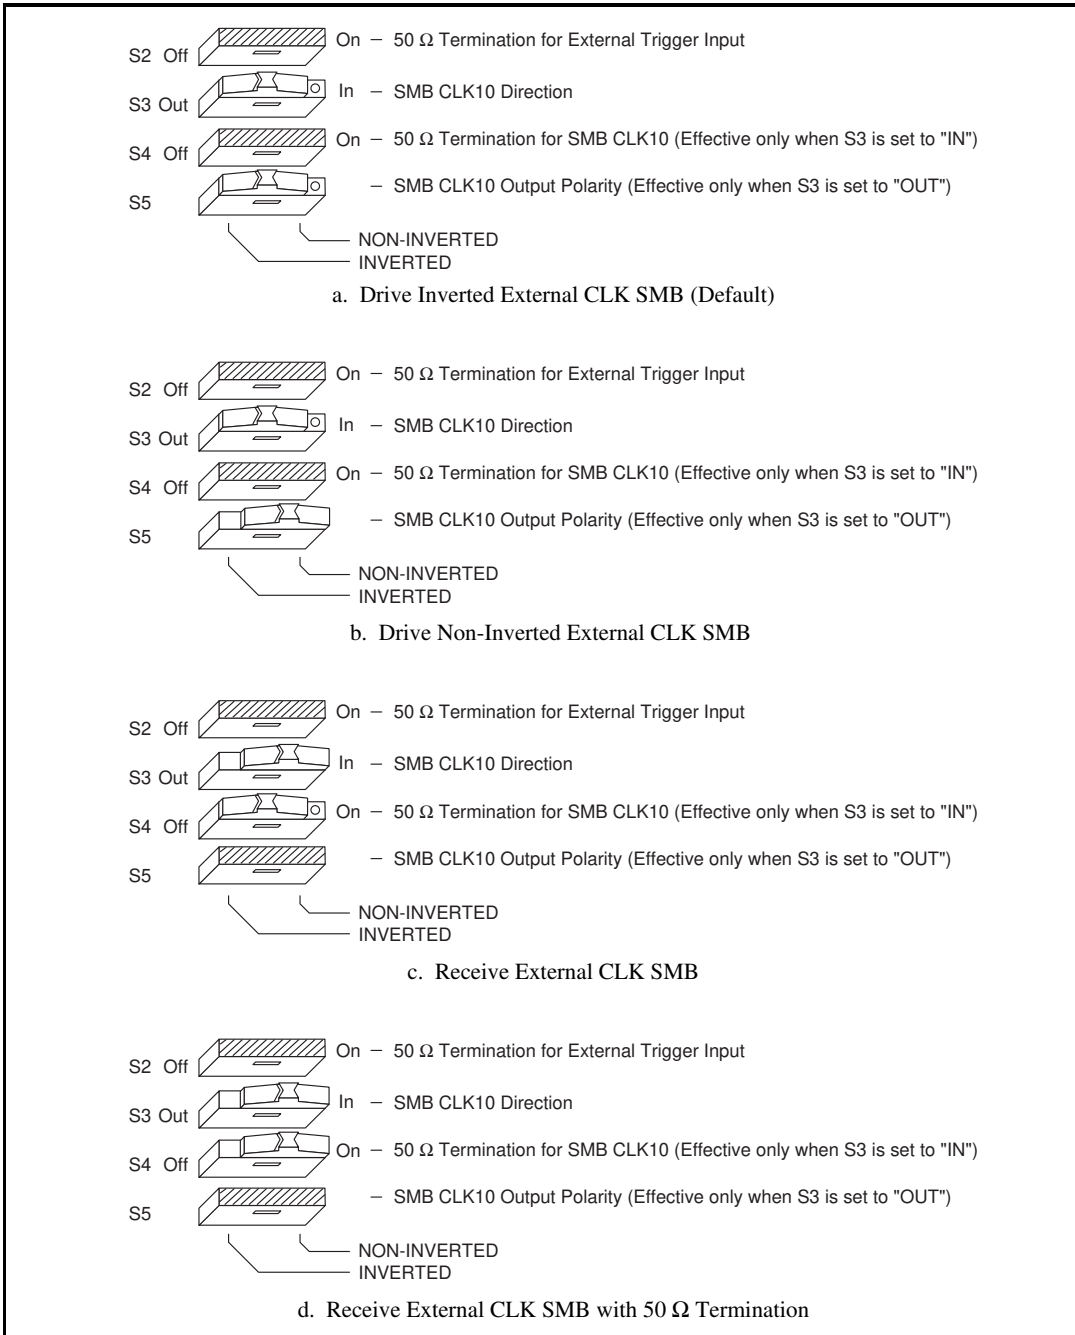 S2 Off On – 50 Ω Termination for External Trigger Input
S3 Out In – SMB CLK10 Direction
S4 Off On – 50 Ω Termination for SMB CLK10 (Effective only when S3 is set to "IN")
S5 – SMB CLK10 Output Polarity (Effective only when S3 is set to "OUT")
NON-INVERTED
INVERTED
a. Drive Inverted External CLK SMB (Default)
S2 Off On – 50 Ω Termination for External Trigger Input
S3 Out In – SMB CLK10 Direction
S4 Off On – 50 Ω Termination for SMB CLK10 (Effective only when S3 is set to "IN")
S5 – SMB CLK10 Output Polarity (Effective only when S3 is set to "OUT")
NON-INVERTED
INVERTED
b. Drive Non-Inverted External CLK SMB
S2 Off On – 50 Ω Termination for External Trigger Input
S3 Out In – SMB CLK10 Direction
S4 Off On – 50 Ω Termination for SMB CLK10 (Effective only when S3 is set to "IN")
S5 – SMB CLK10 Output Polarity (Effective only when S3 is set to "OUT")
NON-INVERTED
INVERTED
c. Receive External CLK SMB
S2 Off On – 50 Ω Termination for External Trigger Input
S3 Out In – SMB CLK10 Direction
S4 Off On – 50 Ω Termination for SMB CLK10 (Effective only when S3 is set to "IN")
S5 – SMB CLK10 Output Polarity (Effective only when S3 is set to "OUT")
NON-INVERTED
INVERTED
d. Receive External CLK SMB with 50 Ω Termination